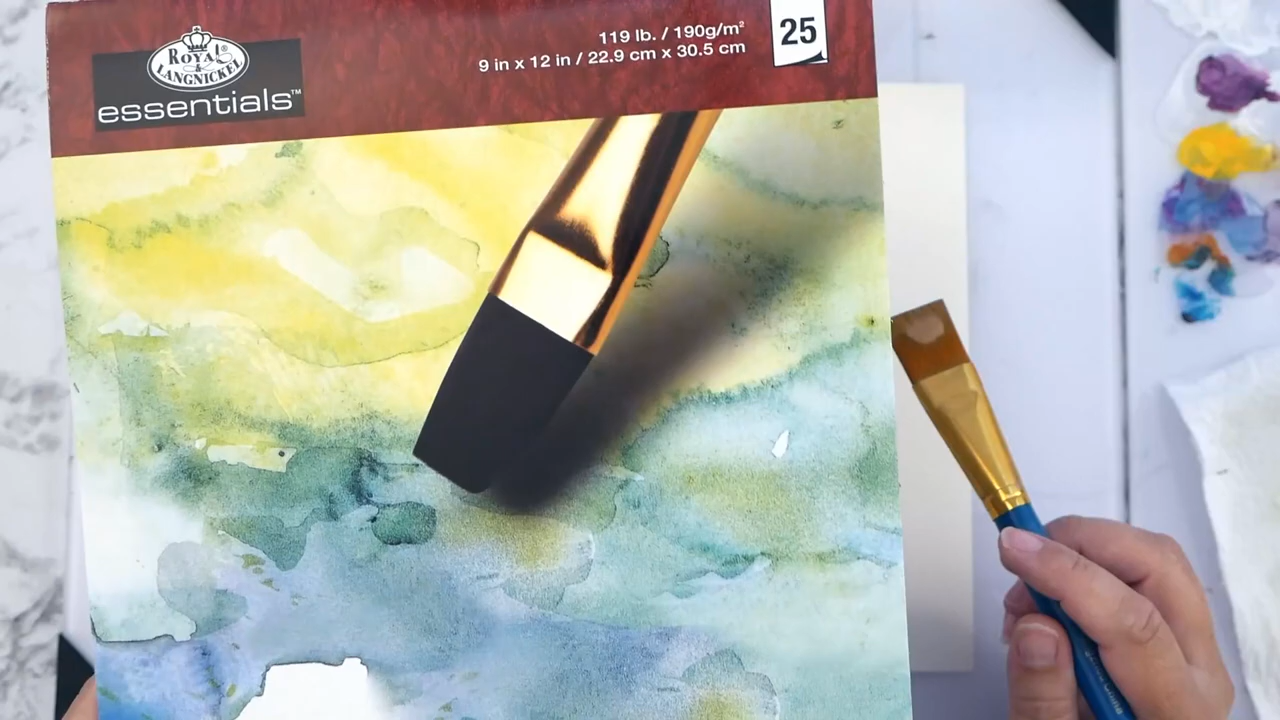 119 lb. / 190g/m²
9 in x 12 in / 22.9 cm x 30.5 cm
25
ROYAL®
&
LANGNICKEL
essentials™